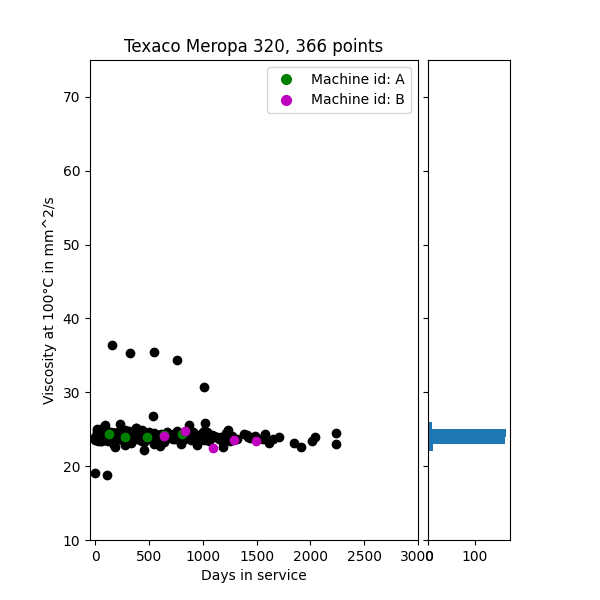 Texaco Meropa 320, 366 points
Machine id: A
Machine id: B
Viscosity at 100°C in mm^2/s
70
60
50
40
30
20
10
0 500 1000 1500 2000 2500 3000
0 100
Days in service